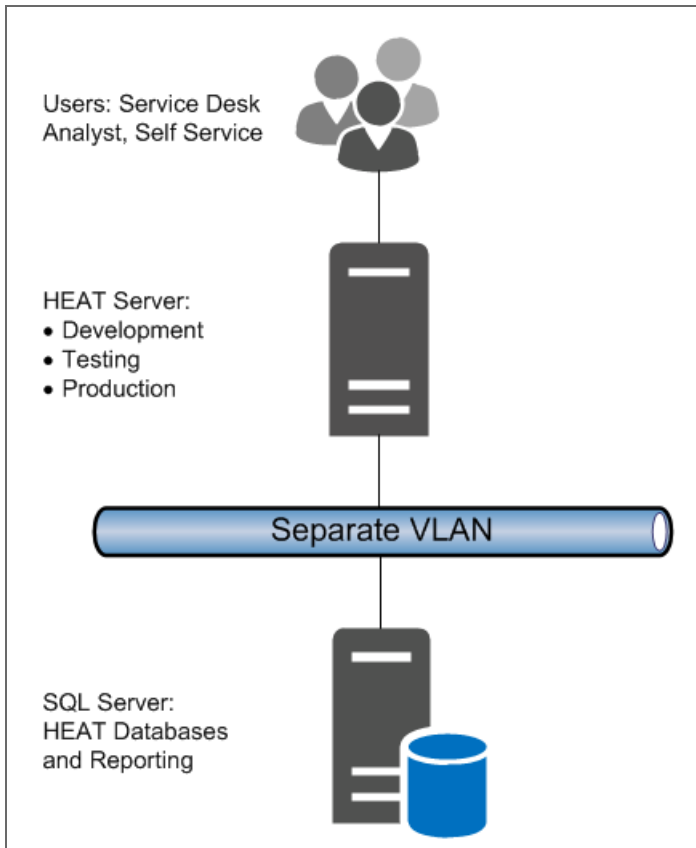 Users: Service Desk
Analyst, Self Service
HEAT Server:
• Development
• Testing
• Production
Separate VLAN
SQL Server:
HEAT Databases
and Reporting